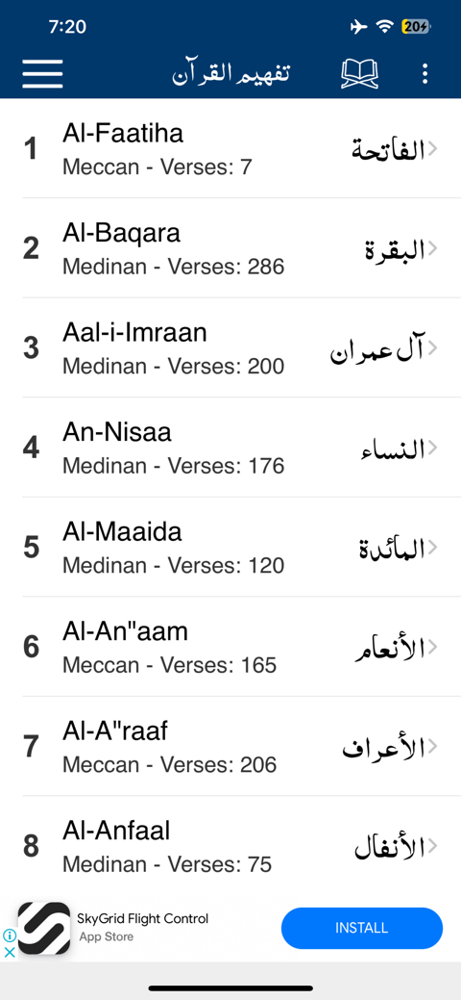 7:20
20
تفهيم القرآن
1
Al-Faatiha
الفاتحة
Meccan - Verses: 7
2
Al-Baqara
البقرة
Medinan - Verses: 286
3
Aal-i-Imraan
آل عمران
Medinan - Verses: 200
4
An-Nisaa
النساء
Medinan - Verses: 176
5
Al-Maaida
المائدة
Medinan - Verses: 120
6
Al-An"aam
الأنعام
Meccan - Verses: 165
7
Al-A"raaf
الأعراف
Meccan - Verses: 206
8
Al-Anfaal
الأنفال
Medinan - Verses: 75
SkyGrid Flight Control
App Store
INSTALL